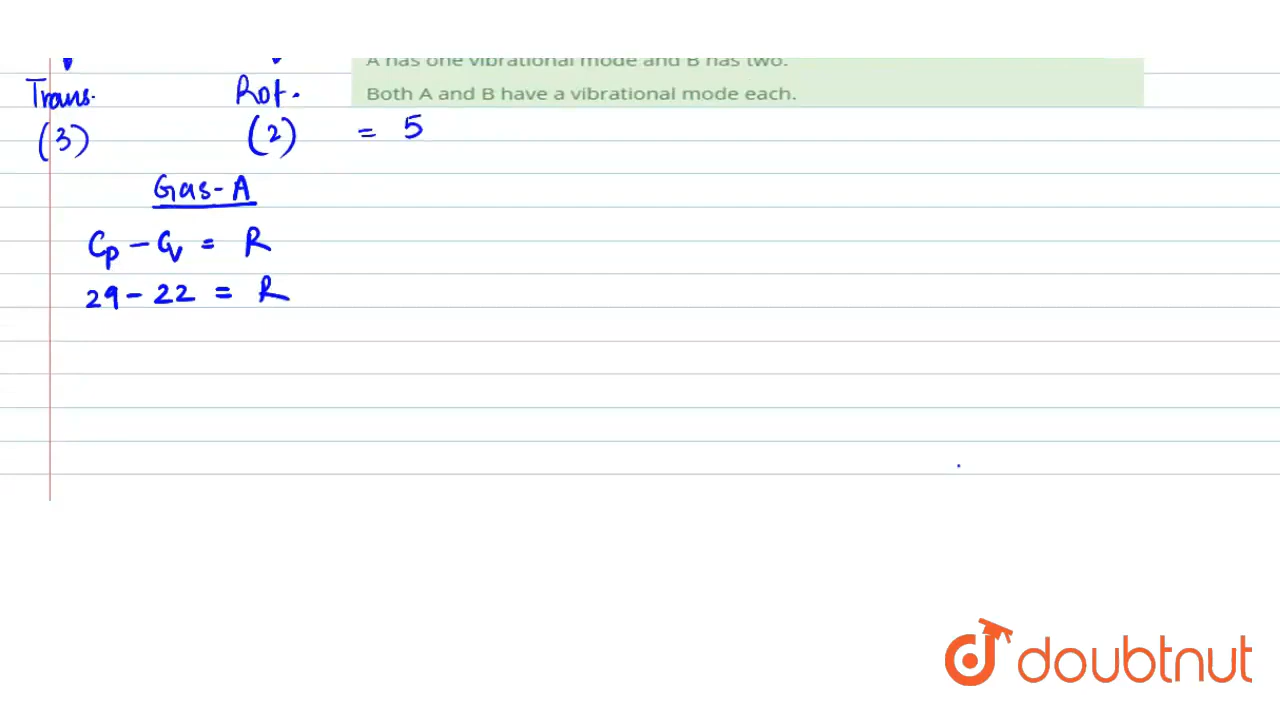 A has one vibrational mode and B has two.
Both A and B have a vibrational mode each.
Trans. Rot.
(3) (2) = 5
Gas-A
Cp - Cv = R
29 - 22 = R
doubtnut